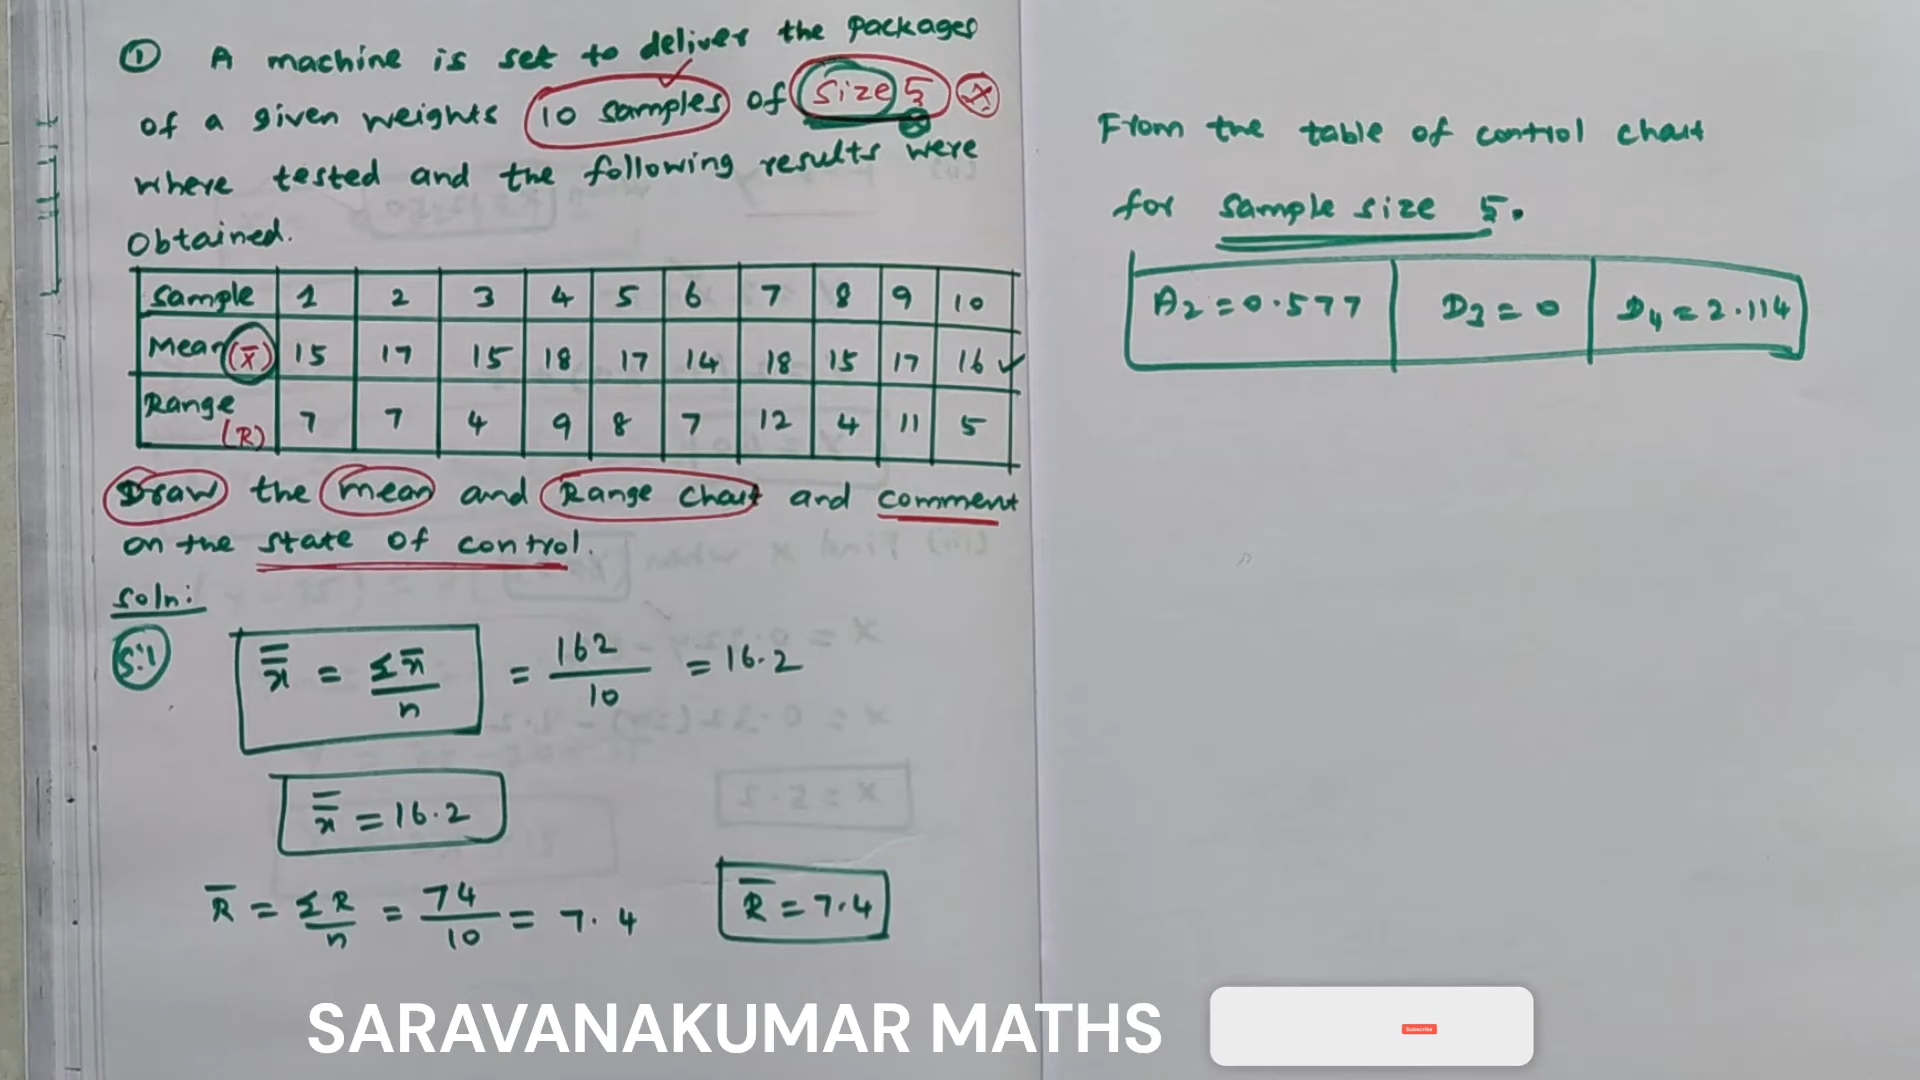 ① A machine is set to deliver the packages
of a given weights 10 samples of size 5
where tested and the following results were
obtained.
Sample 1 2 3 4 5 6 7 8 9 10
Mean (x̅) 15 17 15 18 17 14 18 15 17 16 ✓
Range (R) 7 7 4 9 8 7 12 4 11 5
Draw the mean and Range chart and comment
on the state of control.
Soln:
S:1
x̿ = Σx̅/n = 162/10 = 16.2
x̿ = 16.2
R̅ = ΣR/n = 74/10 = 7.4 R̅ = 7.4
From the table of control chart
for sample size 5.
A₂ = 0.577 D₃ = 0 D₄ = 2.114
SARAVANAKUMAR MATHS
Subscribe